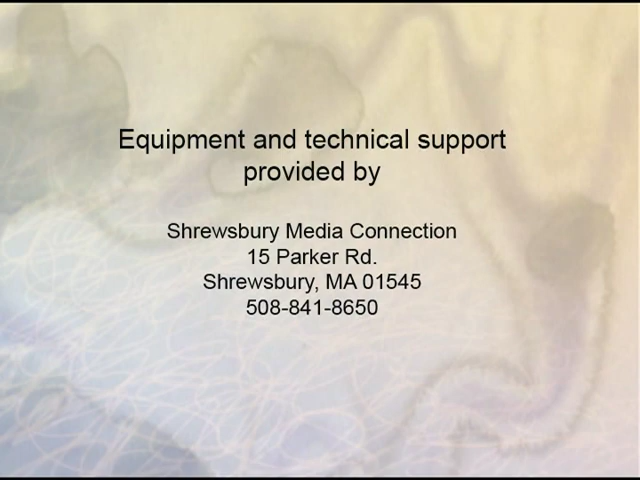 Equipment and technical support
provided by
Shrewsbury Media Connection
15 Parker Rd.
Shrewsbury, MA 01545
508-841-8650